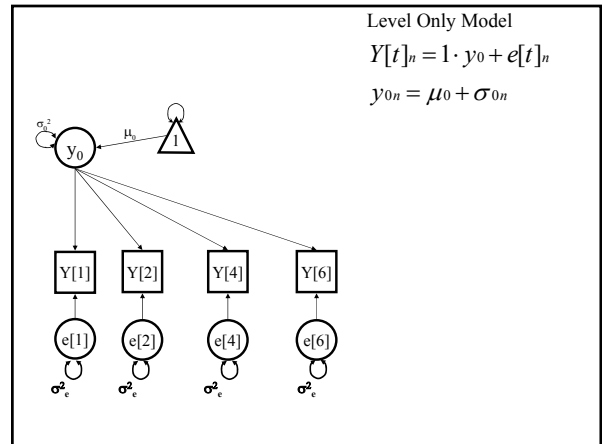 Level Only Model
Y[t]n = 1· y0 + e[t]n
y0n = μ0 + σ0n
σ0²
y0
μ0
1
Y[1] Y[2] Y[4] Y[6]
e[1] e[2] e[4] e[6]
σ²e σ²e σ²e σ²e